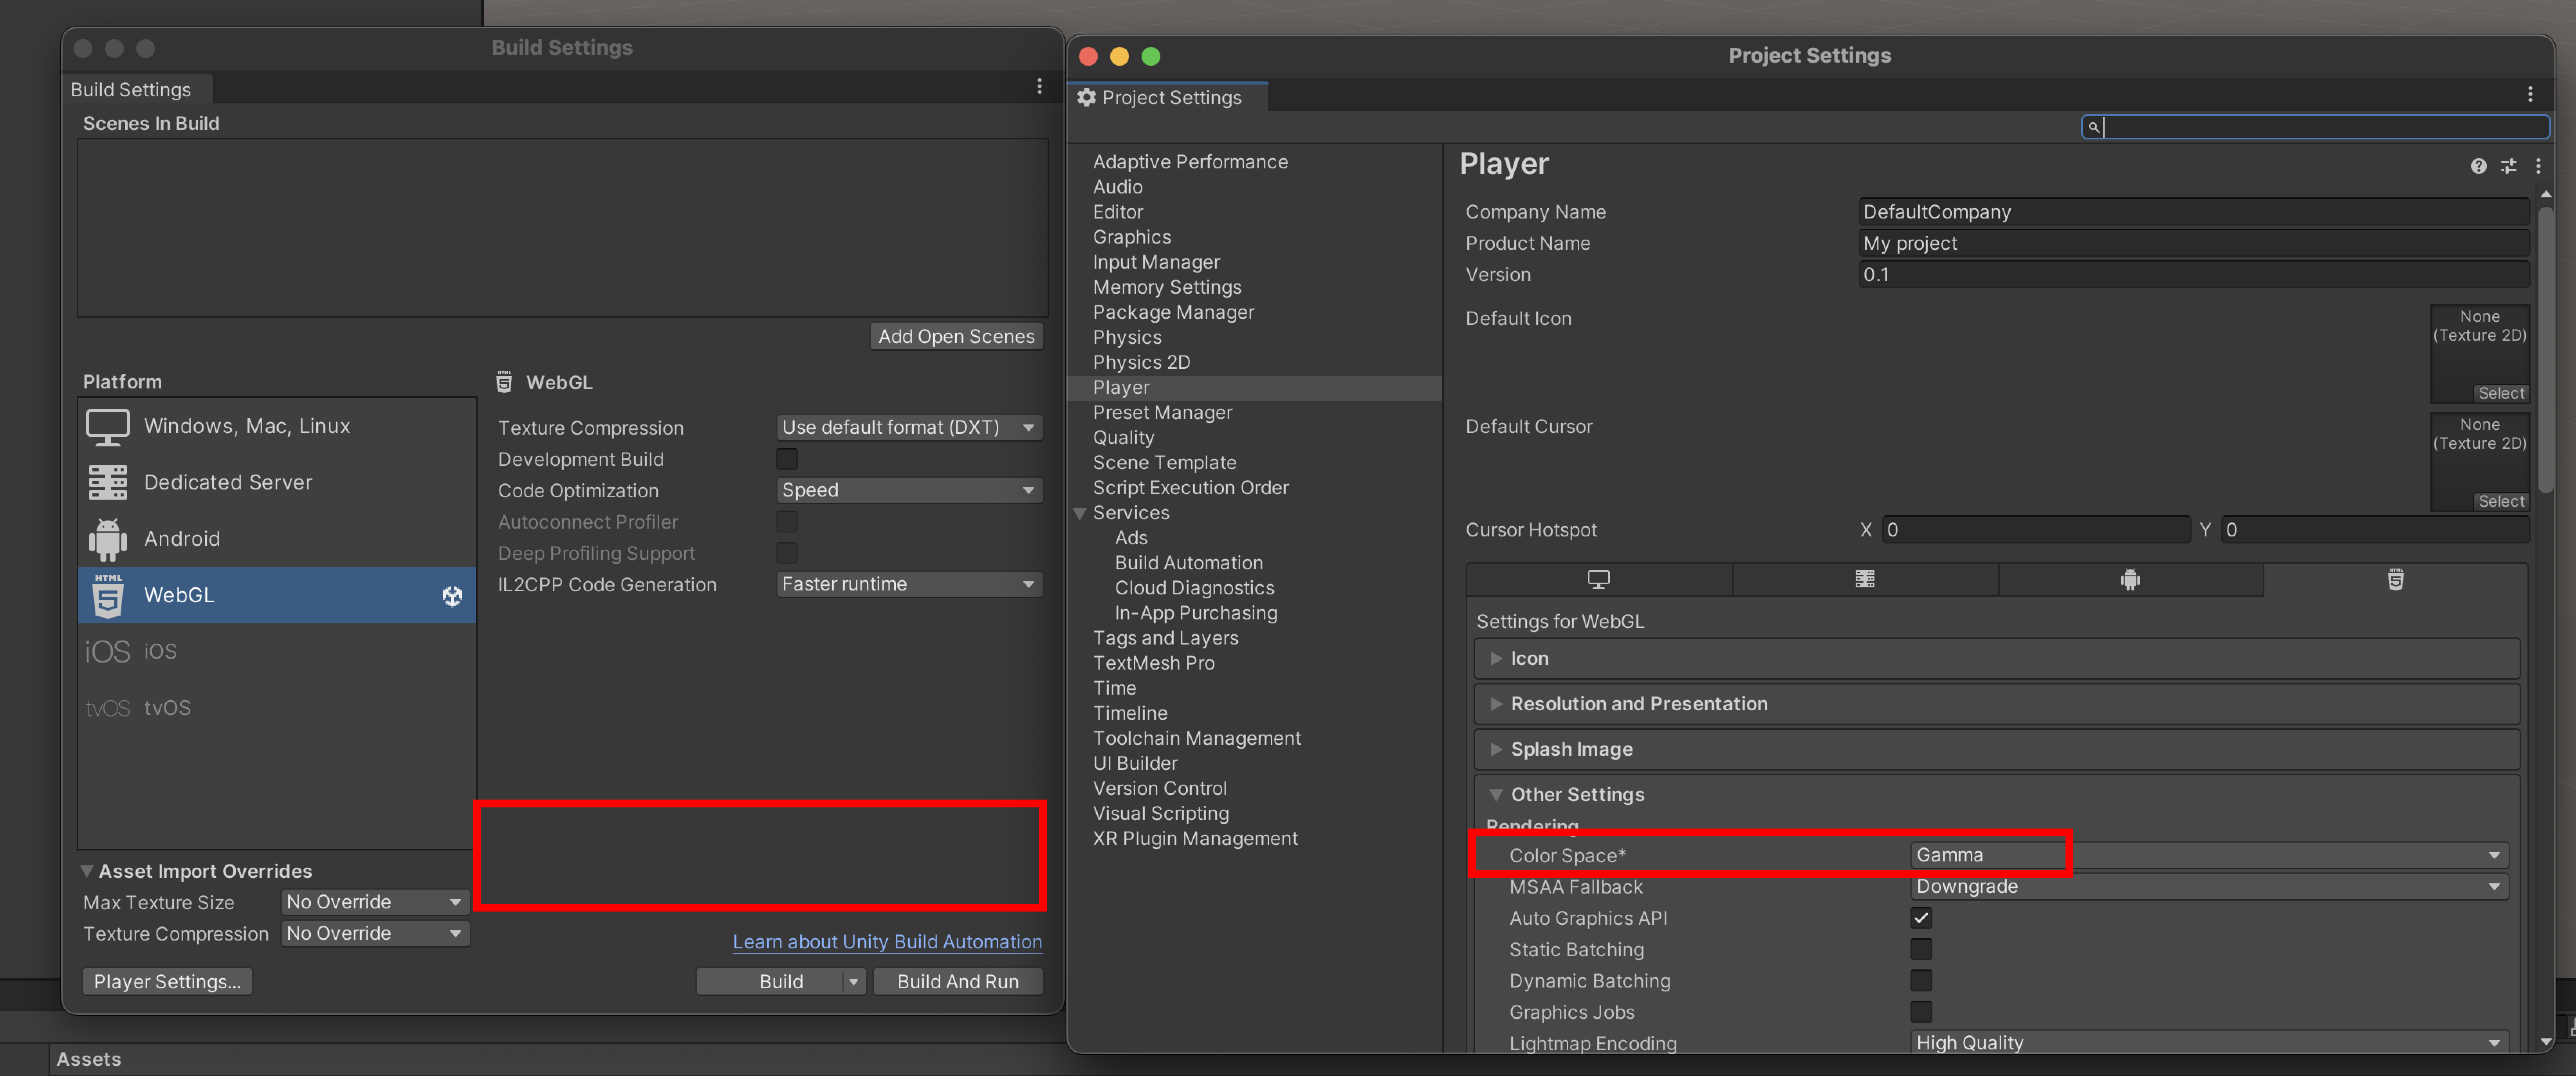 Build Settings
Build Settings
Scenes In Build
Add Open Scenes
Platform
Windows, Mac, Linux
Dedicated Server
Android
HTML
5
WebGL
iOS iOS
tvOS tvOS
HTML
5
WebGL
Texture Compression Use default format (DXT)
Development Build
Code Optimization Speed
Autoconnect Profiler
Deep Profiling Support
IL2CPP Code Generation Faster runtime
Asset Import Overrides
Max Texture Size No Override
Texture Compression No Override
Learn about Unity Build Automation
Player Settings... Build Build And Run
Assets
Project Settings
Project Settings
Adaptive Performance
Audio
Editor
Graphics
Input Manager
Memory Settings
Package Manager
Physics
Physics 2D
Player
Preset Manager
Quality
Scene Template
Script Execution Order
Services
Ads
Build Automation
Cloud Diagnostics
In-App Purchasing
Tags and Layers
TextMesh Pro
Time
Timeline
Toolchain Management
UI Builder
Version Control
Visual Scripting
XR Plugin Management
Player
Company Name DefaultCompany
Product Name My project
Version 0.1
Default Icon
None
(Texture 2D)
Select
Default Cursor
None
(Texture 2D)
Select
Cursor Hotspot X 0 Y 0
HTML
5
Settings for WebGL
Icon
Resolution and Presentation
Splash Image
Other Settings
Rendering
Color Space* Gamma
MSAA Fallback Downgrade
Auto Graphics API
Static Batching
Dynamic Batching
Graphics Jobs
Lightmap Encoding High Quality